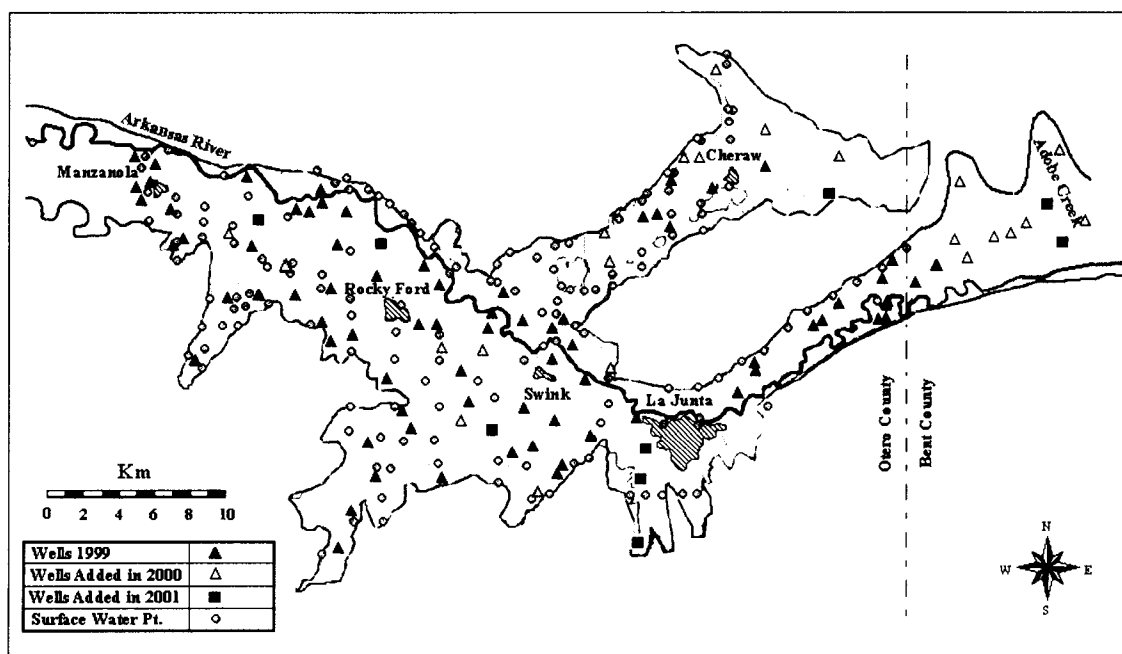 Arkansas River
Manzanola
Cheraw
Adobe Creek
Rocky Ford
Swink
La Junta
Otero County
Bent County
Km
0 2 4 6 8 10
Wells 1999
Wells Added in 2000
Wells Added in 2001
Surface Water Pt.
N
W E
S